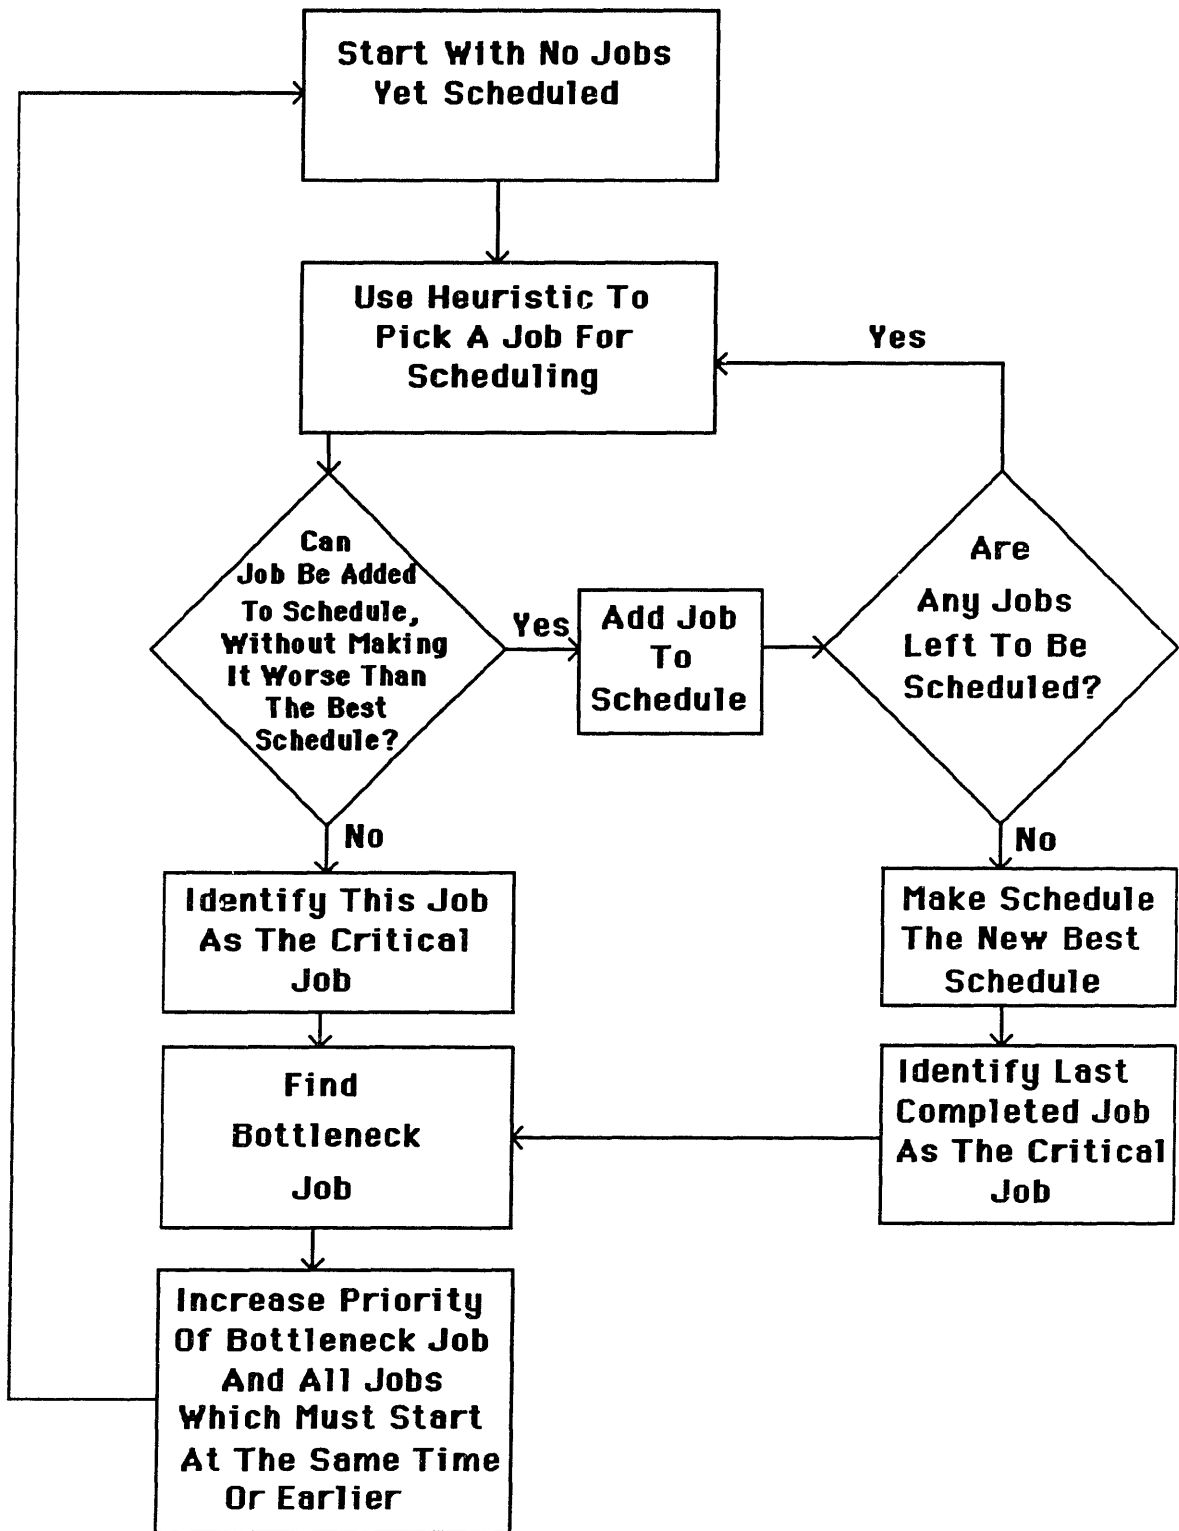 Start With No Jobs
Yet Scheduled
Use Heuristic To
Pick A Job For
Scheduling
Yes
Can
Job Be Added
To Schedule,
Without Making
It Worse Than
The Best
Schedule?
Yes
Add Job
To
Schedule
Are
Any Jobs
Left To Be
Scheduled?
No
Identify This Job
As The Critical
Job
No
Make Schedule
The New Best
Schedule
Find
Bottleneck
Job
Identify Last
Completed Job
As The Critical
Job
Increase Priority
Of Bottleneck Job
And All Jobs
Which Must Start
At The Same Time
Or Earlier